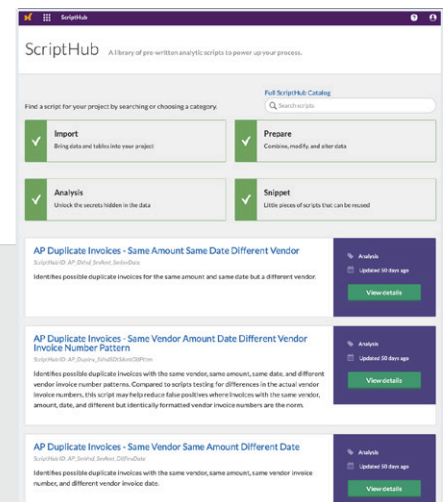 ScriptHub
ScriptHub A library of pre-written analytic scripts to power up your process.
Full ScriptHub Catalog
Find a script for your project by searching or choosing a category.
Search scripts
Import
Bring data and tables into your project
Prepare
Combine, modify, and alter data
Analysis
Unlock the secrets hidden in the data
Snippet
Little pieces of scripts that can be reused
AP Duplicate Invoices - Same Amount Same Date Different Vendor
Identifies possible duplicate invoices for the same amount and same date but a different vendor.
Analysis
Updated 50 days ago
View details
AP Duplicate Invoices - Same Vendor Amount Date Different Vendor
Invoice Number Pattern
Identifies possible duplicate invoices with the same vendor, same amount, same date, and different
vendor invoice number patterns. Compared to scripts testing for differences in the actual vendor
invoice numbers, this script may help reduce false positives where invoices with the same vendor,
amount, date, and different but identically formatted vendor invoice numbers are the norm.
Analysis
Updated 50 days ago
View details
AP Duplicate Invoices - Same Vendor Same Amount Different Date
Identifies possible duplicate invoices with the same vendor, same amount, same vendor invoice
number, and different vendor invoice date.
Analysis
Updated 50 days ago
View details